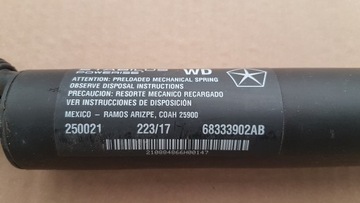 POWERISE WD
ATTENTION: PRELOADED MECHANICAL SPRING
OBSERVE DISPOSAL INSTRUCTIONS
PRECAUCION: RESORTE MECANICO RECARGADO
VER INSTRUCCIONES DE DISPOSICIÓN
MEXICO - RAMOS ARIZPE, COAH 25900
250021 223/17 68333902AB